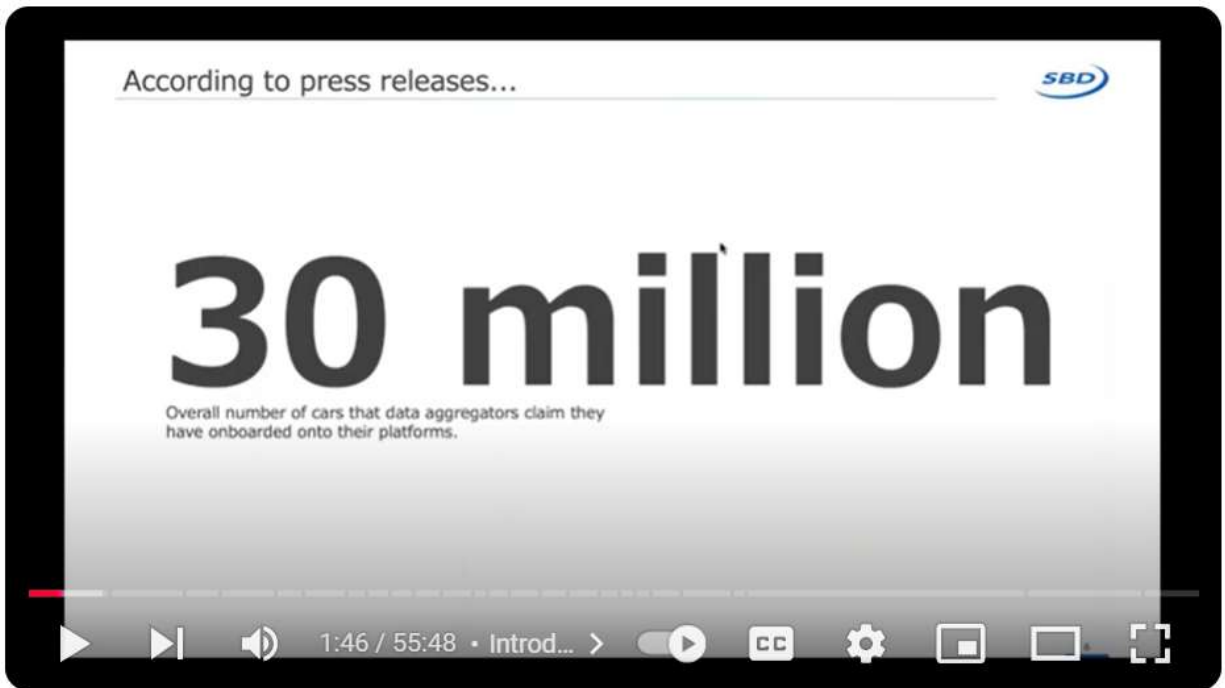 According to press releases...
SBD
30 million
Overall number of cars that data aggregators claim they
have onboarded onto their platforms.
1:46 / 55:48 • Introd...
CC